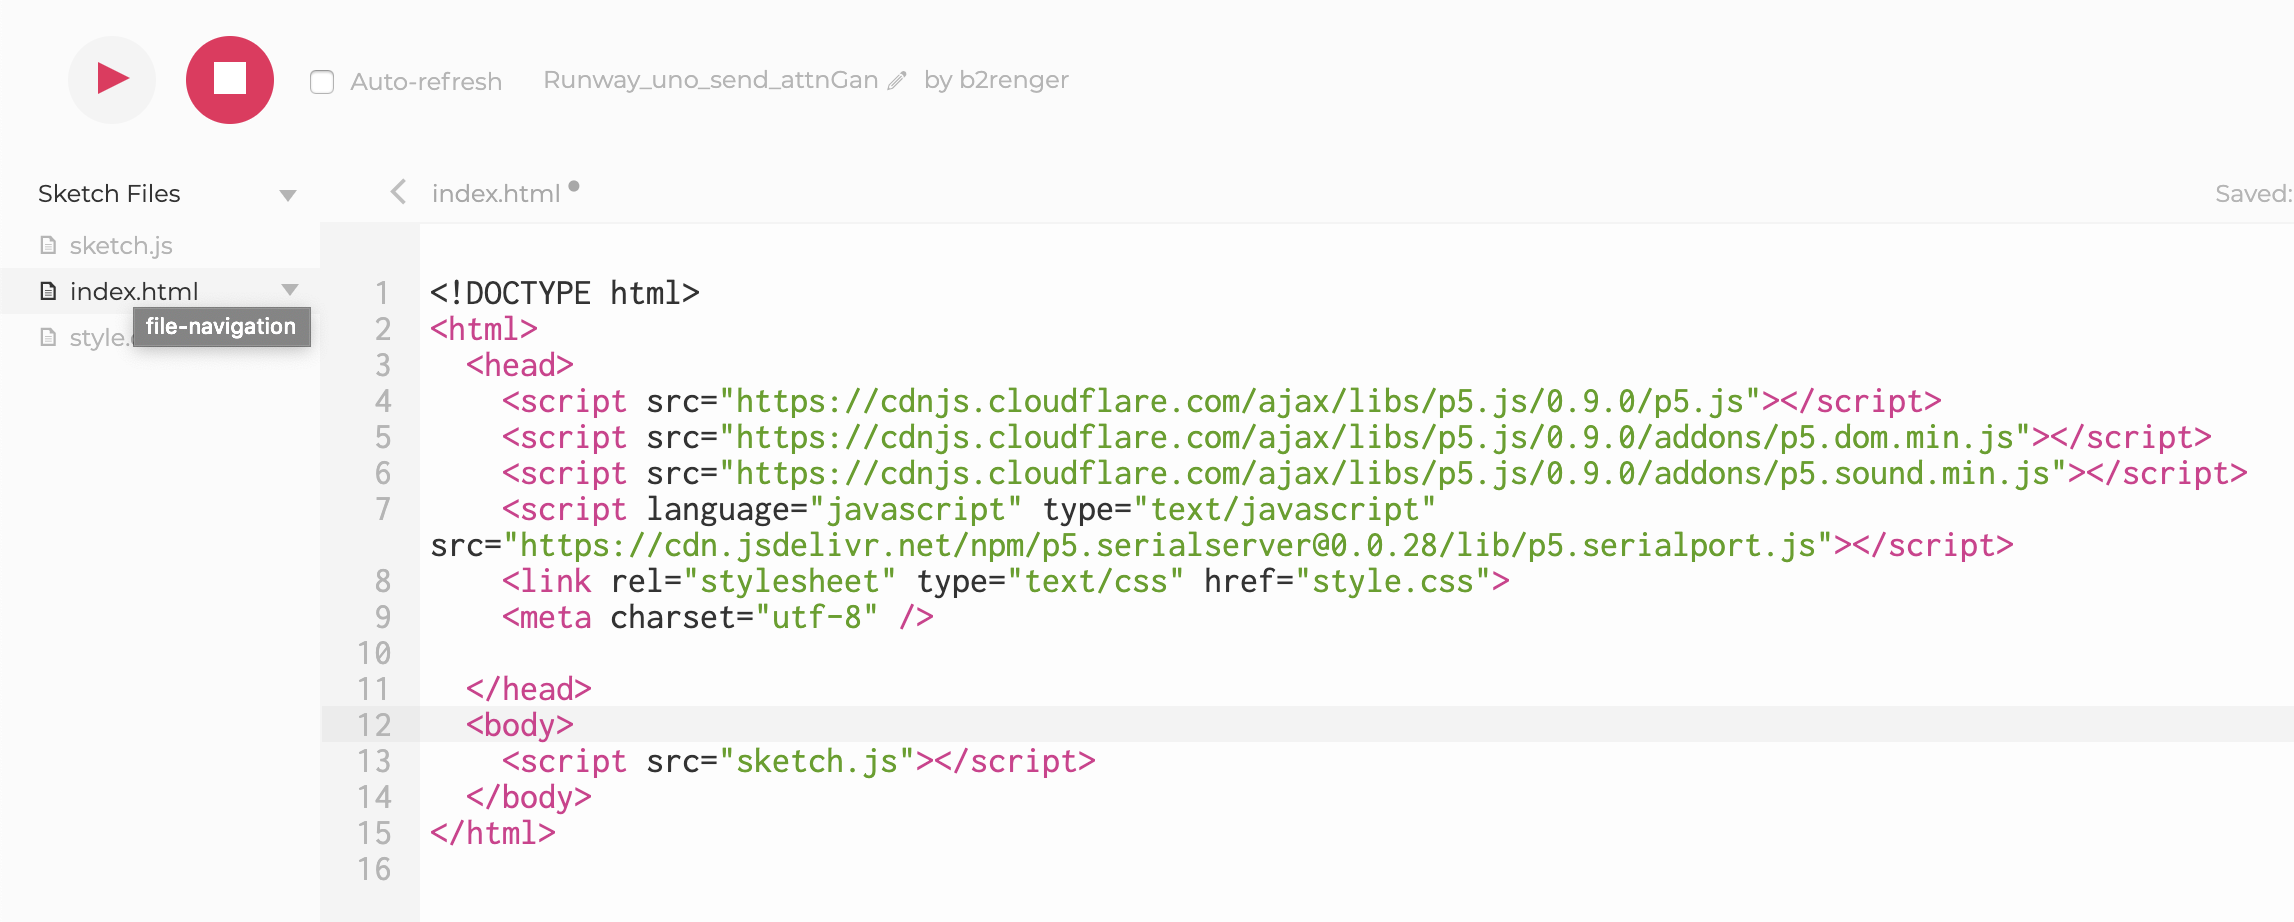 Auto-refresh Runway_uno_send_attnGan by b2renger
Sketch Files
sketch.js
index.html
file-navigation
index.html
Saved:
1 <!DOCTYPE html>
2 <html>
3 <head>
4 <script src="https://cdnjs.cloudflare.com/ajax/libs/p5.js/0.9.0/p5.js"></script>
5 <script src="https://cdnjs.cloudflare.com/ajax/libs/p5.js/0.9.0/addons/p5.dom.min.js"></script>
6 <script src="https://cdnjs.cloudflare.com/ajax/libs/p5.js/0.9.0/addons/p5.sound.min.js"></script>
7 <script language="javascript" type="text/javascript"
src="https://cdn.jsdelivr.net/npm/p5.serialserver@0.0.28/lib/p5.serialport.js"></script>
8 <link rel="stylesheet" type="text/css" href="style.css">
9 <meta charset="utf-8" />
10
11 </head>
12 <body>
13 <script src="sketch.js"></script>
14 </body>
15 </html>
16